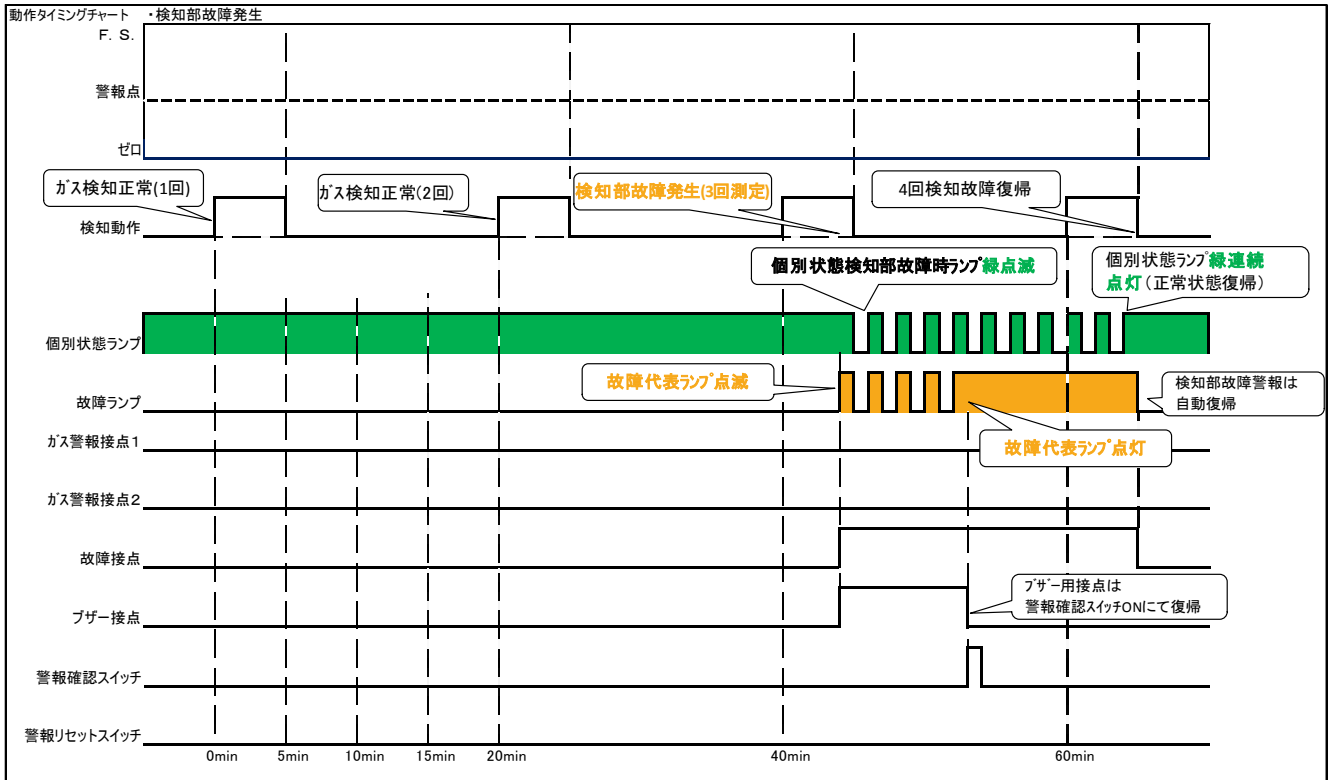 動作タイミングチャート ・検知部故障発生
F. S.
警報点
ゼロ
ガス検知正常(1回)
ガス検知正常(2回)
検知部故障発生(3回測定)
4回検知故障復帰
検知動作
個別状態検知部故障時ランプ緑点滅
個別状態ランプ緑連続
点灯(正常状態復帰)
個別状態ランプ
故障代表ランプ点滅
検知部故障警報は
自動復帰
故障ランプ
故障代表ランプ点灯
ガス警報接点1
ガス警報接点2
故障接点
ブザー用接点は
警報確認スイッチONにて復帰
ブザー接点
警報確認スイッチ
警報リセットスイッチ
0min 5min 10min 15min 20min 40min 60min